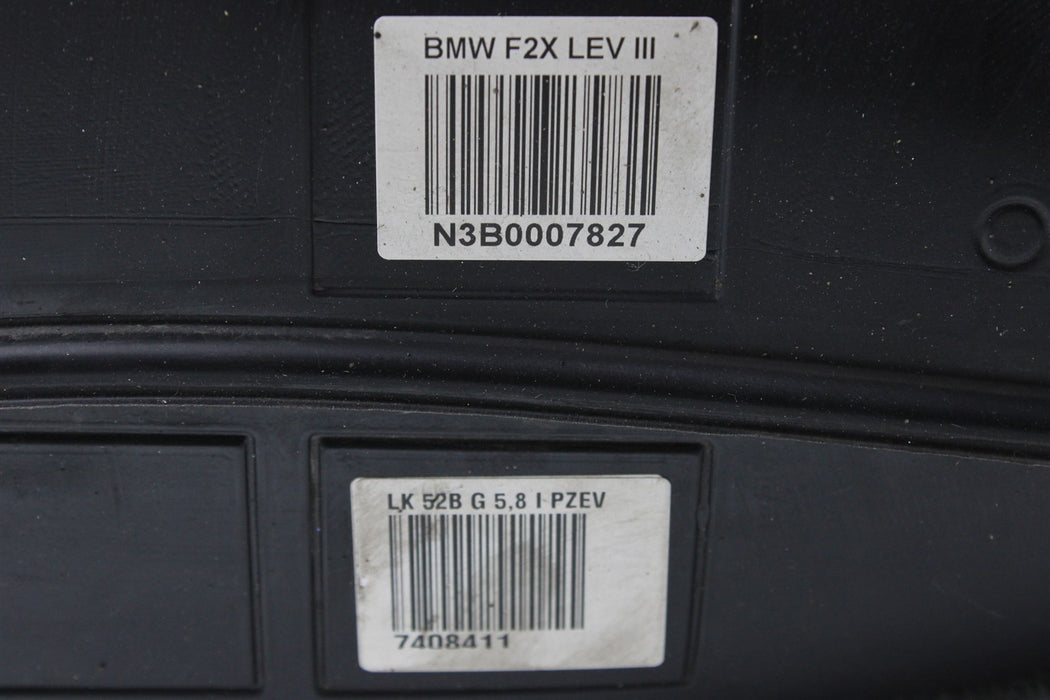 BMW F2X LEV III
N3B0007827
LK 52B G 5,8 l PZEV
7408411